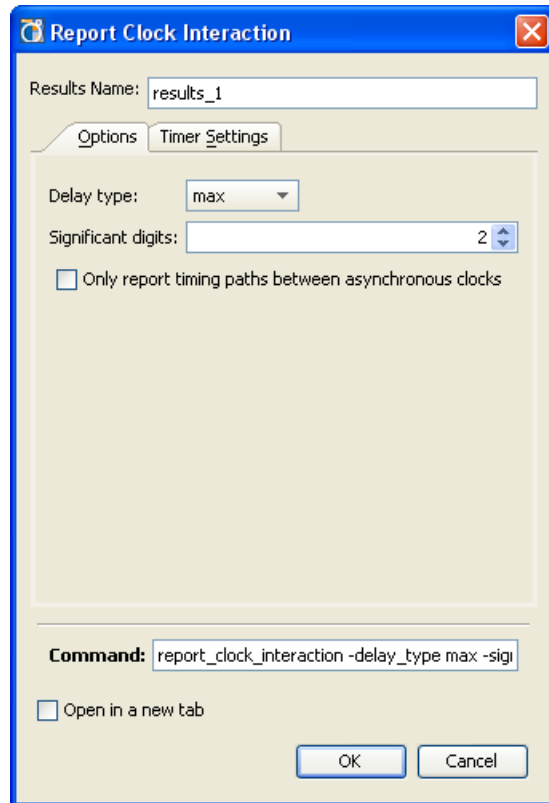 Report Clock Interaction
Results Name: results_1
Options Timer Settings
Delay type: max
Significant digits: 2
Only report timing paths between asynchronous clocks
Command: report_clock_interaction -delay_type max -sig
Open in a new tab
OK Cancel